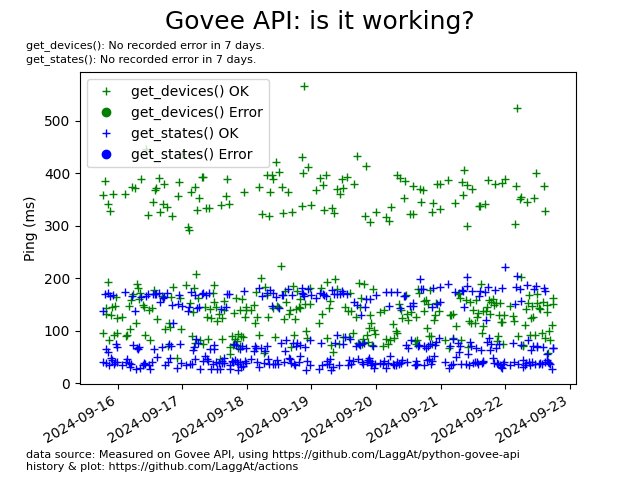 Govee API: is it working?
get_devices(): No recorded error in 7 days.
get_states(): No recorded error in 7 days.
get_devices() OK
get_devices() Error
get_states() OK
get_states() Error
Ping (ms)
500
400
300
200
100
0
2024-09-16
2024-09-17
2024-09-18
2024-09-19
2024-09-20
2024-09-21
2024-09-22
2024-09-23
data source: Measured on Govee API, using https://github.com/LaggAt/python-govee-api
history & plot: https://github.com/LaggAt/actions